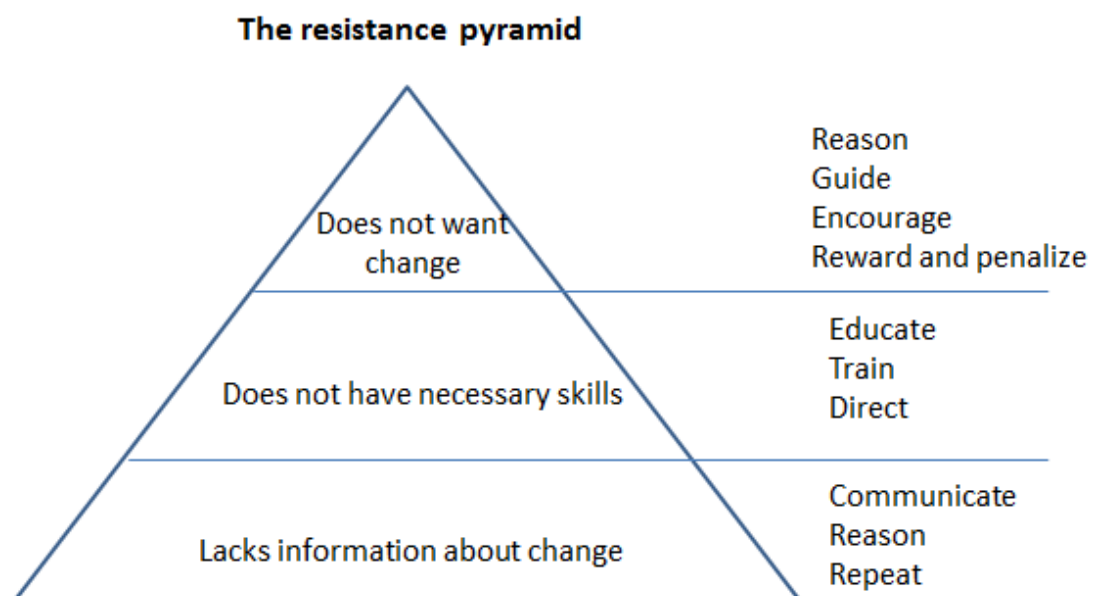 The resistance pyramid
Does not want
change
Reason
Guide
Encourage
Reward and penalize
Does not have necessary skills
Educate
Train
Direct
Lacks information about change
Communicate
Reason
Repeat